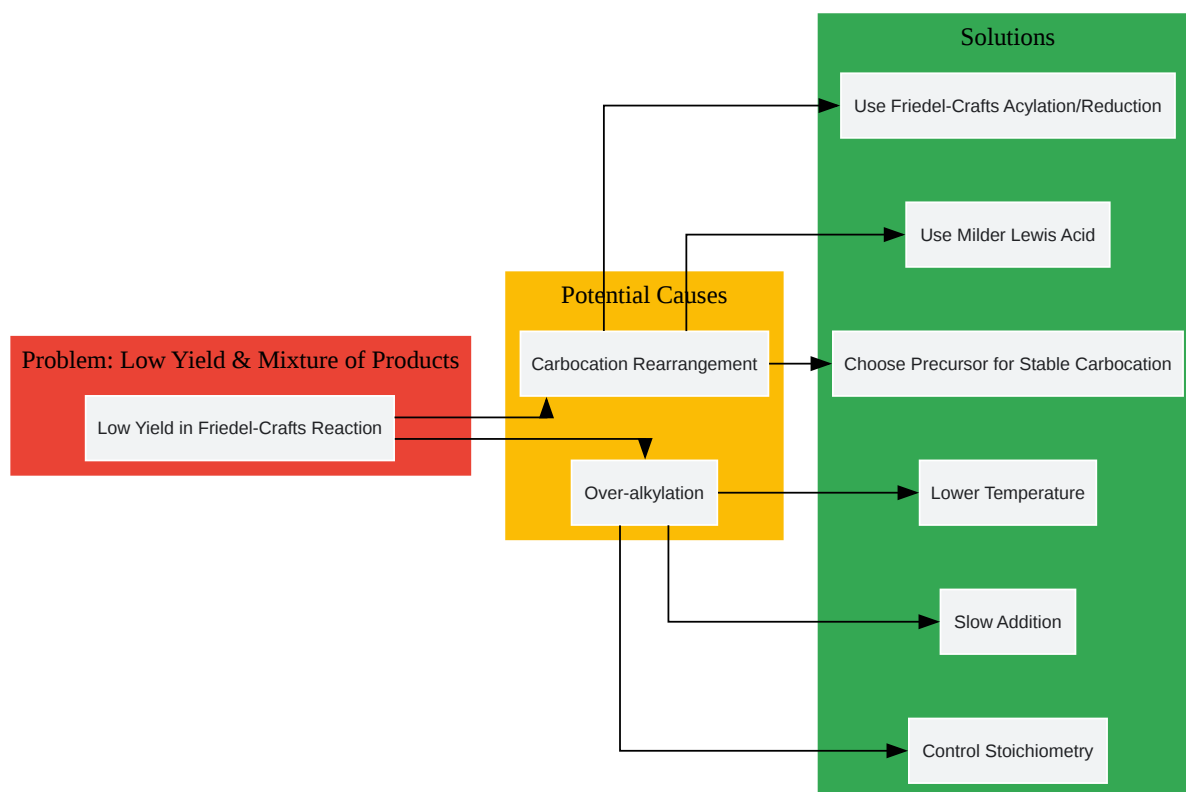 Problem: Low Yield & Mixture of Products
Low Yield in Friedel-Crafts Reaction
Potential Causes
Carbocation Rearrangement
Over-alkylation
Solutions
Use Friedel-Crafts Acylation/Reduction
Use Milder Lewis Acid
Choose Precursor for Stable Carbocation
Lower Temperature
Slow Addition
Control Stoichiometry